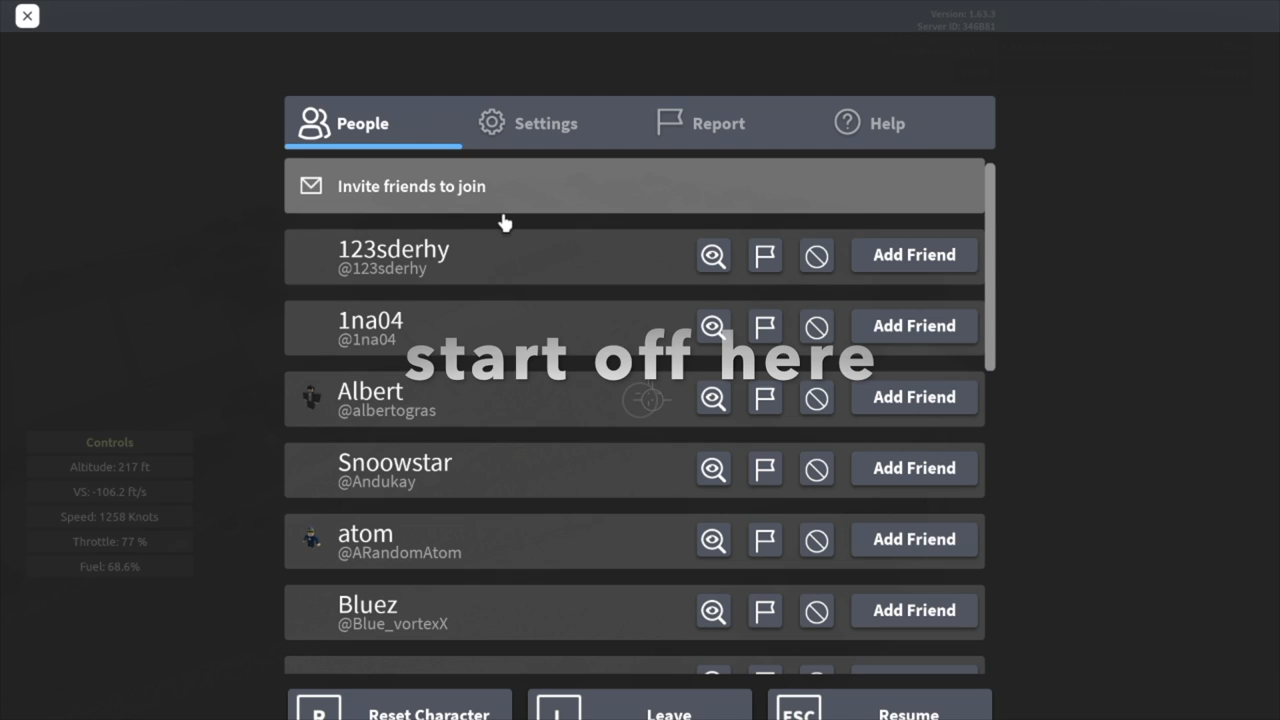 Version: 1.63.3
Server ID: 346B81
People
Settings
Report
Help
Invite friends to join
123sderhy
@123sderhy
Add Friend
1na04
@1na04
Add Friend
start off here
Albert
@albertogras
Add Friend
Snoowstar
@Andukay
Add Friend
atom
@ARandomAtom
Add Friend
Bluez
@Blue_vortexX
Add Friend
Controls
Altitude: 217 ft
VS: -106.2 ft/s
Speed: 1258 Knots
Throttle: 77 %
Fuel: 68.6%
R Reset Character
L Leave
ESC Resume